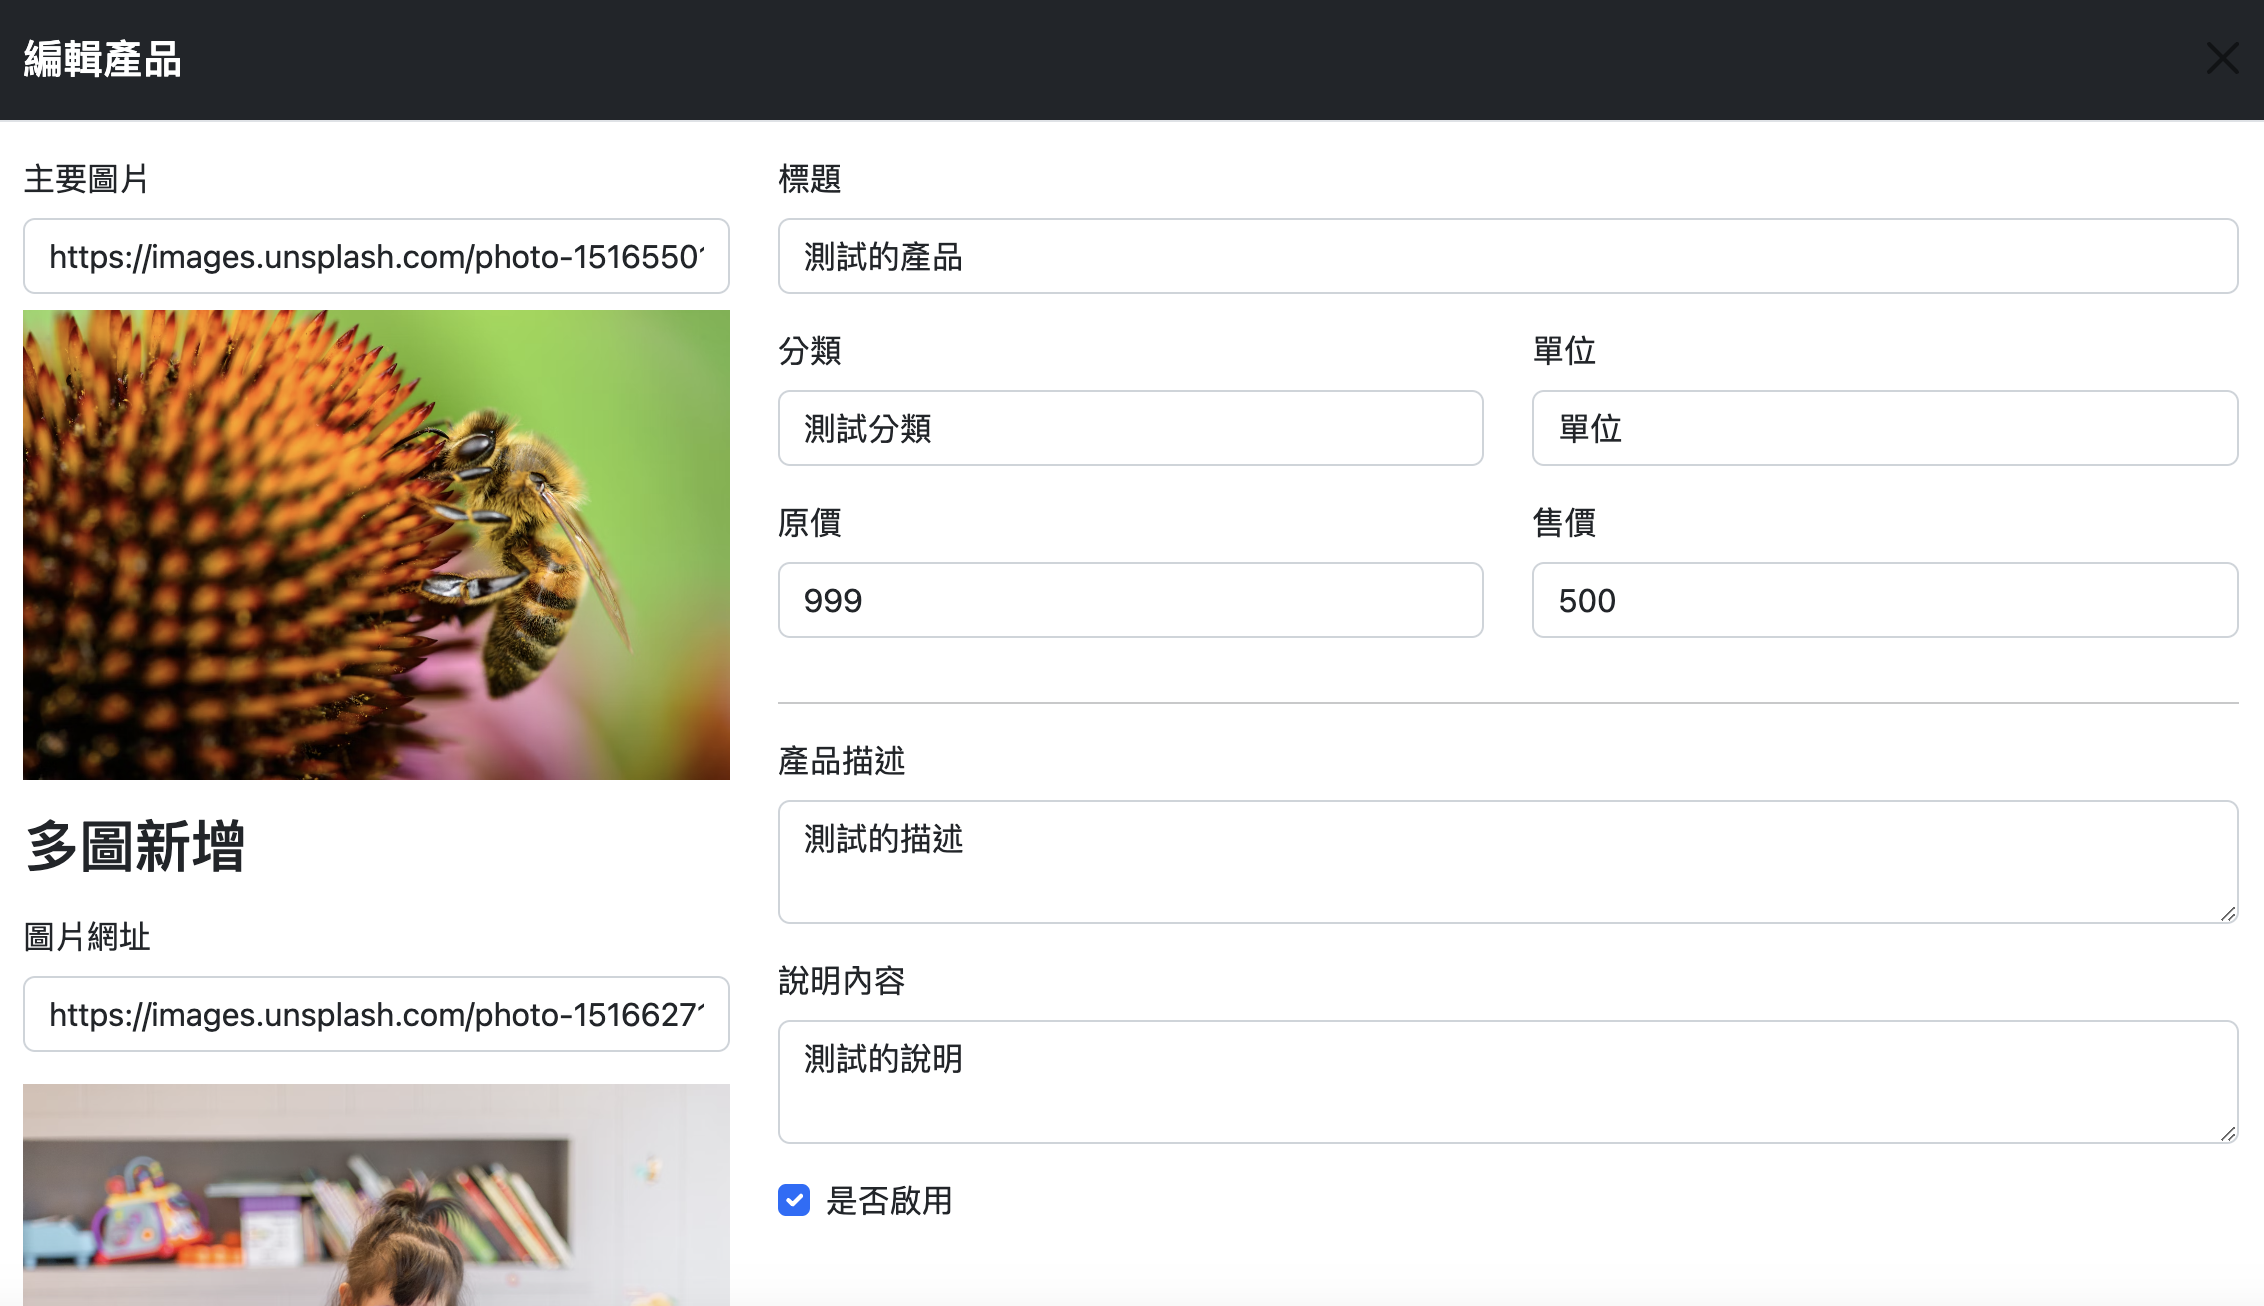 編輯產品
主要圖片
https://images.unsplash.com/photo-1516550
多圖新增
圖片網址
https://images.unsplash.com/photo-1516627
標題
測試的產品
分類
單位
測試分類
單位
原價
售價
999
500
產品描述
測試的描述
說明內容
測試的說明
是否啟用